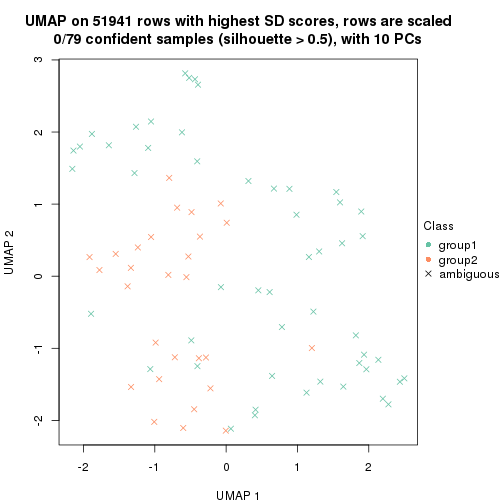 UMAP on 51941 rows with highest SD scores, rows are scaled
0/79 confident samples (silhouette > 0.5), with 10 PCs
3
2
1
0
-1
-2
UMAP 2
-2
-1
0
1
2
UMAP 1
Class
group1
group2
ambiguous